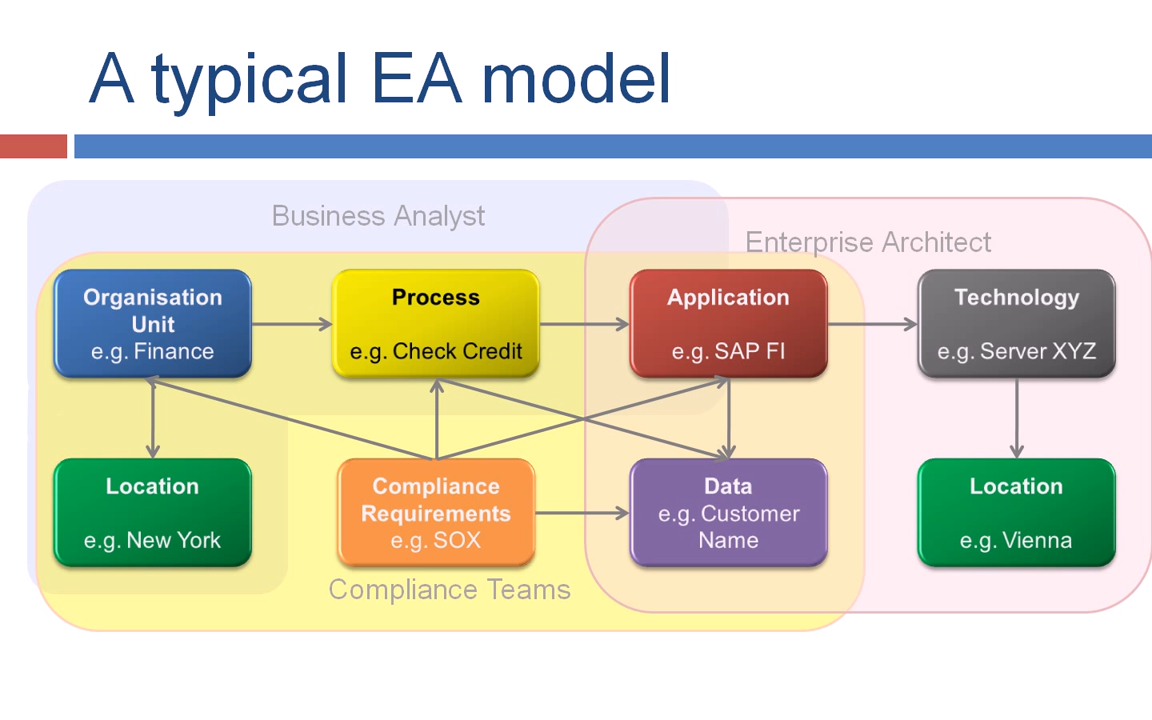 A typical EA model
Business Analyst
Enterprise Architect
Organisation
Unit
e.g. Finance
Process
e.g. Check Credit
Application
e.g. SAP FI
Technology
e.g. Server XYZ
Location
e.g. New York
Compliance
Requirements
e.g. SOX
Data
e.g. Customer
Name
Location
e.g. Vienna
Compliance Teams